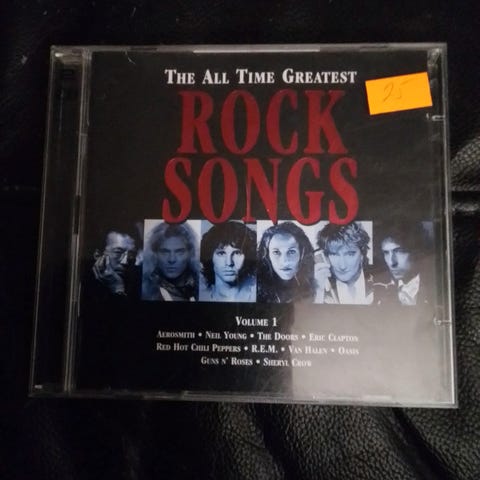 THE ALL TIME GREATEST
25-
ROCK
SONGS
VOLUME 1
AEROSMITH • NEIL YOUNG • THE DOORS • ERIC CLAPTON
RED HOT CHILI PEPPERS • R.E.M. • VAN HALEN • OASIS
GUNS N' ROSES • SHERYL CROW